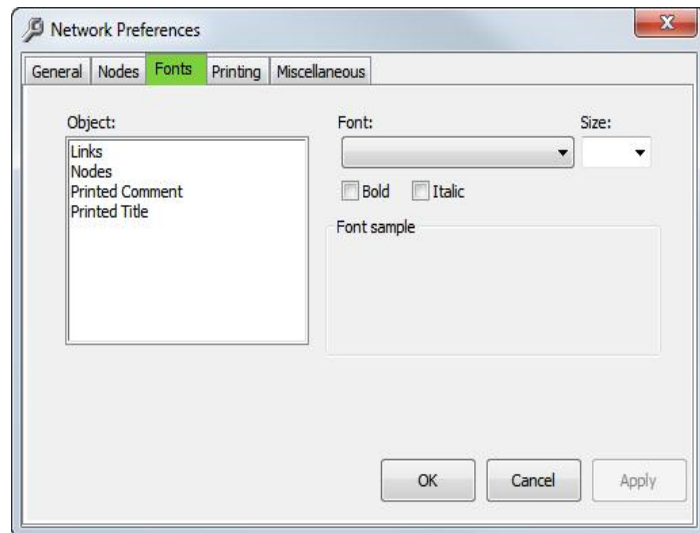 Network Preferences
X
General Nodes Fonts Printing Miscellaneous
Object: Font: Size:
Links
Nodes
Printed Comment
Printed Title
Bold Italic
Font sample
OK Cancel Apply